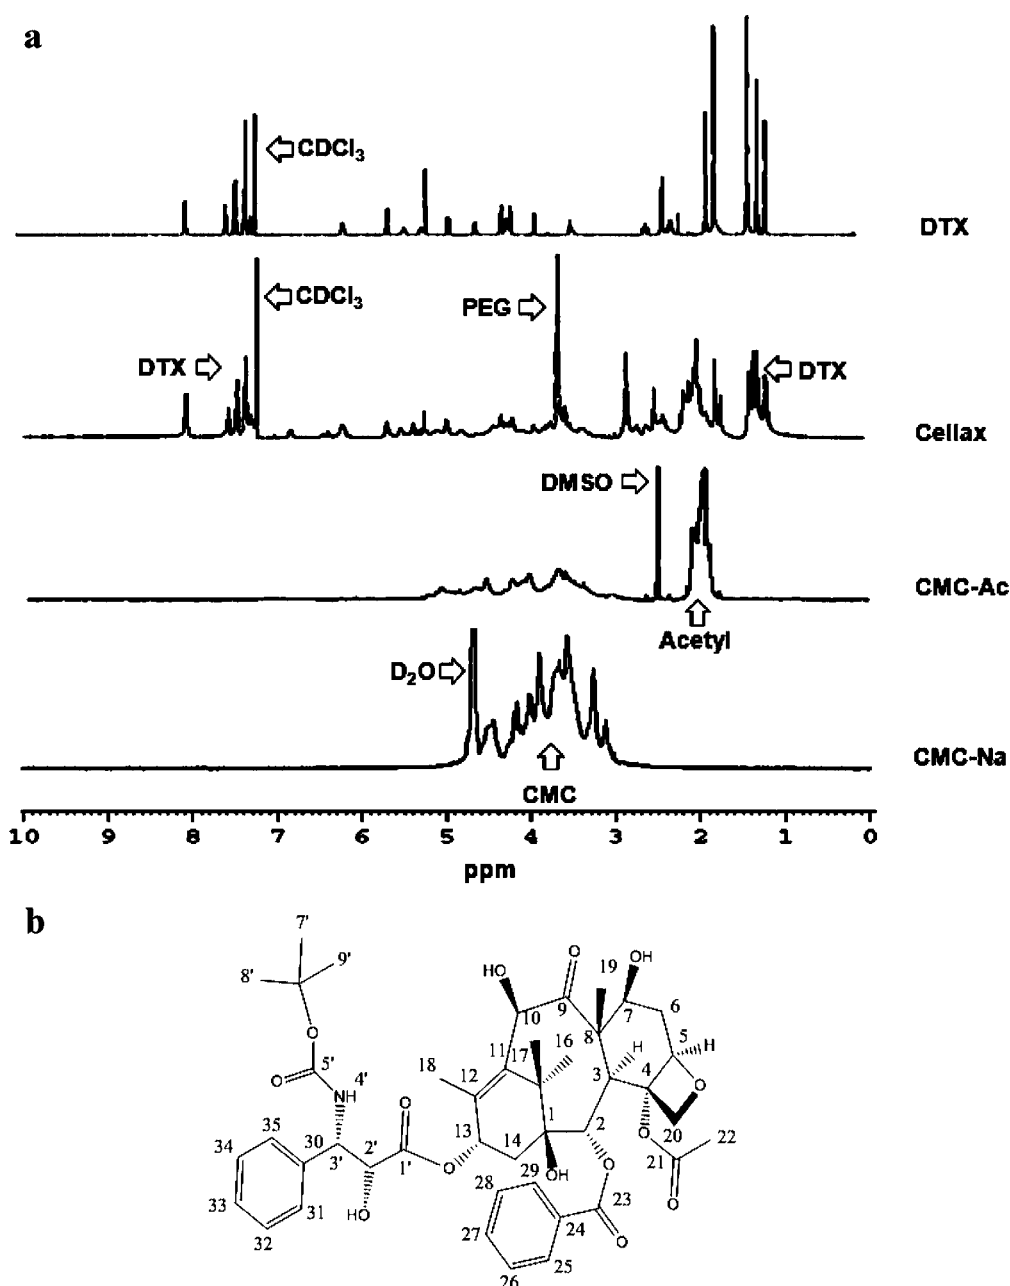 a
CDCl3
DTX
CDCl3
PEG
DTX
DTX
Cellax
DMSO
CMC-Ac
Acetyl
D2O
CMC-Na
CMC
10 9 8 7 6 5 4 3 2 1 0
ppm
b
7'
8' 9'
O
O 5' NH 4'
35 34 33 32 31 30
3' 2' HO
O 1' O
HO O 19 OH
10 9 8 7 6
18 12 11 17 16 H 5 H
13 14 1 3 4 O
2 20
29 OH O O 22
28 23 21
27 24 O O
26 25